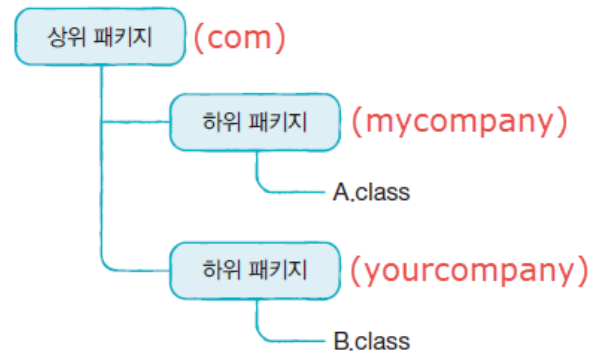 상위 패키지 (com)
하위 패키지 (mycompany)
A.class
하위 패키지 (yourcompany)
B.class